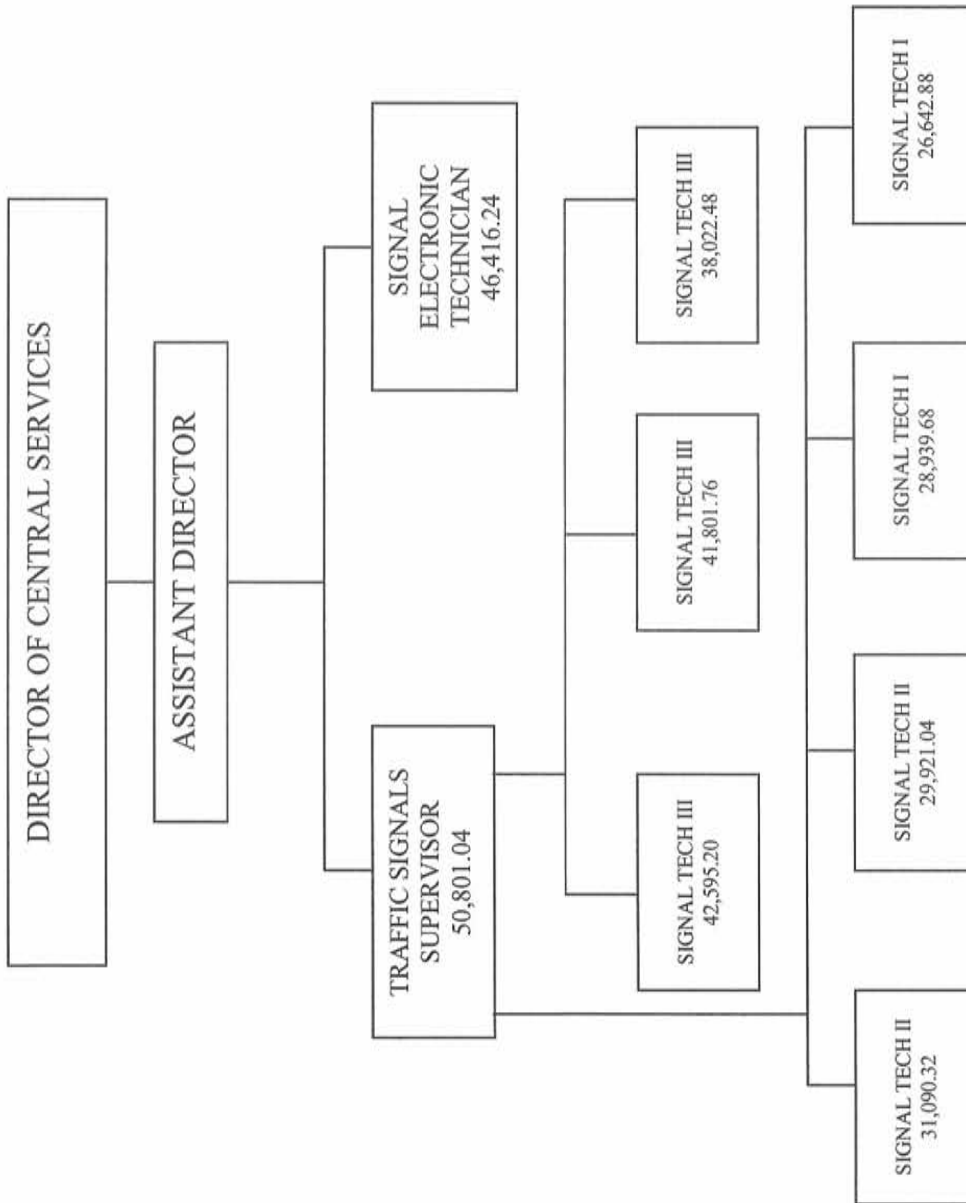 DIRECTOR OF CENTRAL SERVICES
ASSISTANT DIRECTOR
TRAFFIC SIGNALS
SUPERVISOR
50,801.04
SIGNAL
ELECTRONIC
TECHNICIAN
46,416.24
SIGNAL TECH III
42,595.20
SIGNAL TECH III
41,801.76
SIGNAL TECH III
38,022.48
SIGNAL TECH II
31,090.32
SIGNAL TECH II
29,921.04
SIGNAL TECH I
28,939.68
SIGNAL TECH I
26,642.88